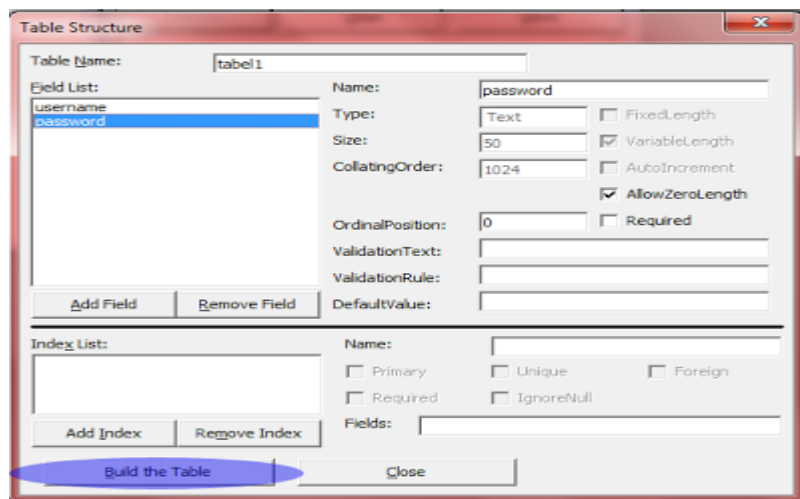 Table Structure
Table Name: tabel1
Field List:
username
password
Name: password
Type: Text
FixedLength
Size: 50
VariableLength
CollatingOrder: 1024
AutoIncrement
AllowZeroLength
OrdinalPosition: 0
Required
ValidationText:
ValidationRule:
DefaultValue:
Add Field Remove Field
Index List:
Name:
Primary Unique Foreign
Required IgnoreNull
Fields:
Add Index Remove Index
Build the Table Close